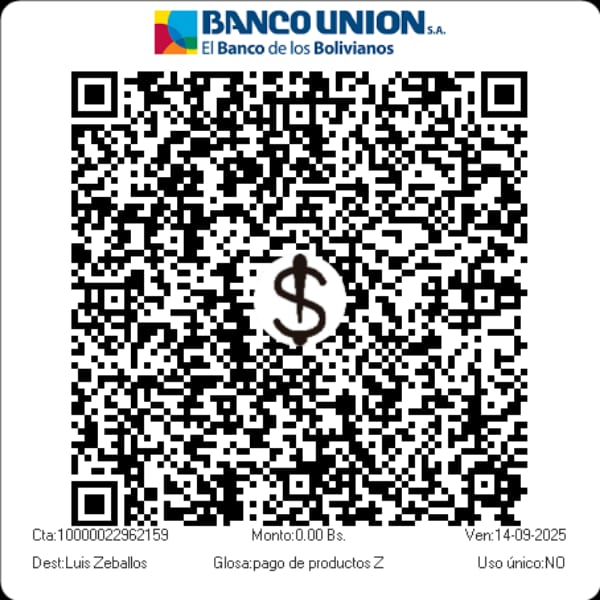 BANCO UNION S.A.
El Banco de los Bolivianos
$
Cta:10000022962159 Monto:0.00 Bs. Ven:14-09-2025
Dest:Luis Zeballos Glosa:pago de productos Z Uso único:NO